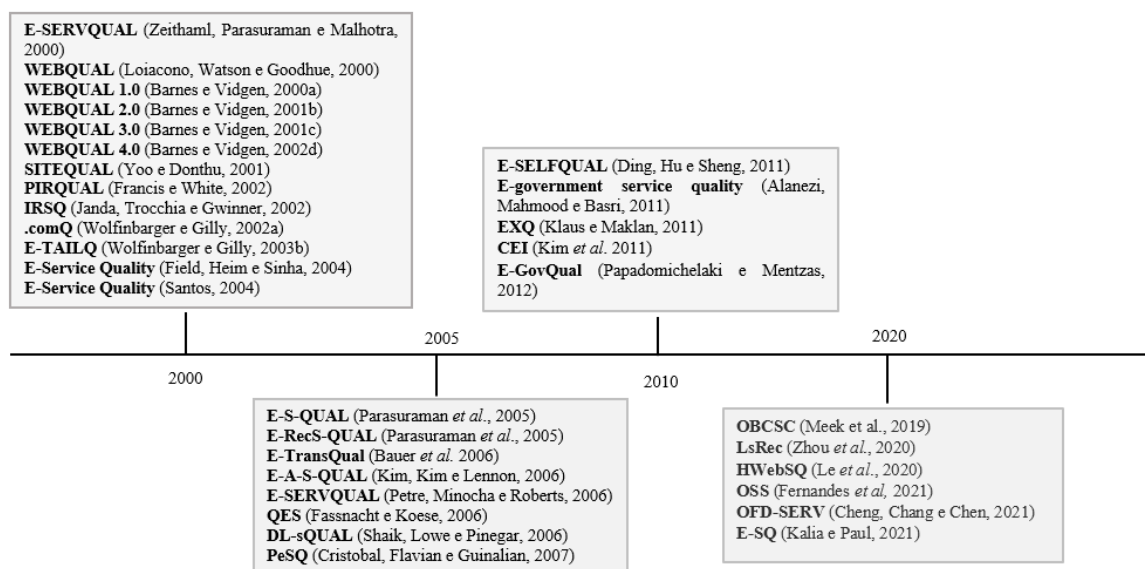 E-SERVQUAL (Zeithaml, Parasuraman e Malhotra,
2000)
WEBQUAL (Loiacono, Watson e Goodhue, 2000)
WEBQUAL 1.0 (Barnes e Vidgen, 2000a)
WEBQUAL 2.0 (Barnes e Vidgen, 2001b)
WEBQUAL 3.0 (Barnes e Vidgen, 2001c)
WEBQUAL 4.0 (Barnes e Vidgen, 2002d)
SITEQUAL (Yoo e Donthu, 2001)
PIRQUAL (Francis e White, 2002)
IRSQ (Janda, Trocchia e Gwinner, 2002)
.comQ (Wolfinbarger e Gilly, 2002a)
E-TAILQ (Wolfinbarger e Gilly, 2003b)
E-Service Quality (Field, Heim e Sinha, 2004)
E-Service Quality (Santos, 2004)
E-SELFQUAL (Ding, Hu e Sheng, 2011)
E-government service quality (Alanezi,
Mahmood e Basri, 2011)
EXQ (Klaus e Maklan, 2011)
CEI (Kim et al. 2011)
E-GovQual (Papadomichelaki e Mentzas,
2012)
2005
2020
2000
2010
E-S-QUAL (Parasuraman et al., 2005)
E-RecS-QUAL (Parasuraman et al., 2005)
E-TransQual (Bauer et al. 2006)
E-A-S-QUAL (Kim, Kim e Lennon, 2006)
E-SERVQUAL (Petre, Minocha e Roberts, 2006)
QES (Fassnacht e Koese, 2006)
DL-sQUAL (Shaik, Lowe e Pinegar, 2006)
PeSQ (Cristobal, Flavian e Guinalian, 2007)
OBCSC (Meek et al., 2019)
LsRec (Zhou et al., 2020)
HWebSQ (Le et al., 2020)
OSS (Fernandes et al, 2021)
OFD-SERV (Cheng, Chang e Chen, 2021)
E-SQ (Kalia e Paul, 2021)